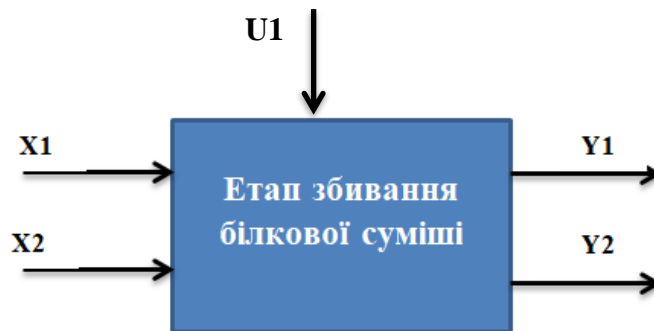 U1
X1
Y1
Етап збивання
білкової суміші
X2
Y2